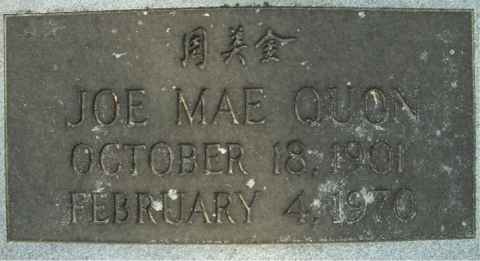 周美金
JOE MAE QUON
OCTOBER 18, 1901
FEBRUARY 4, 1970